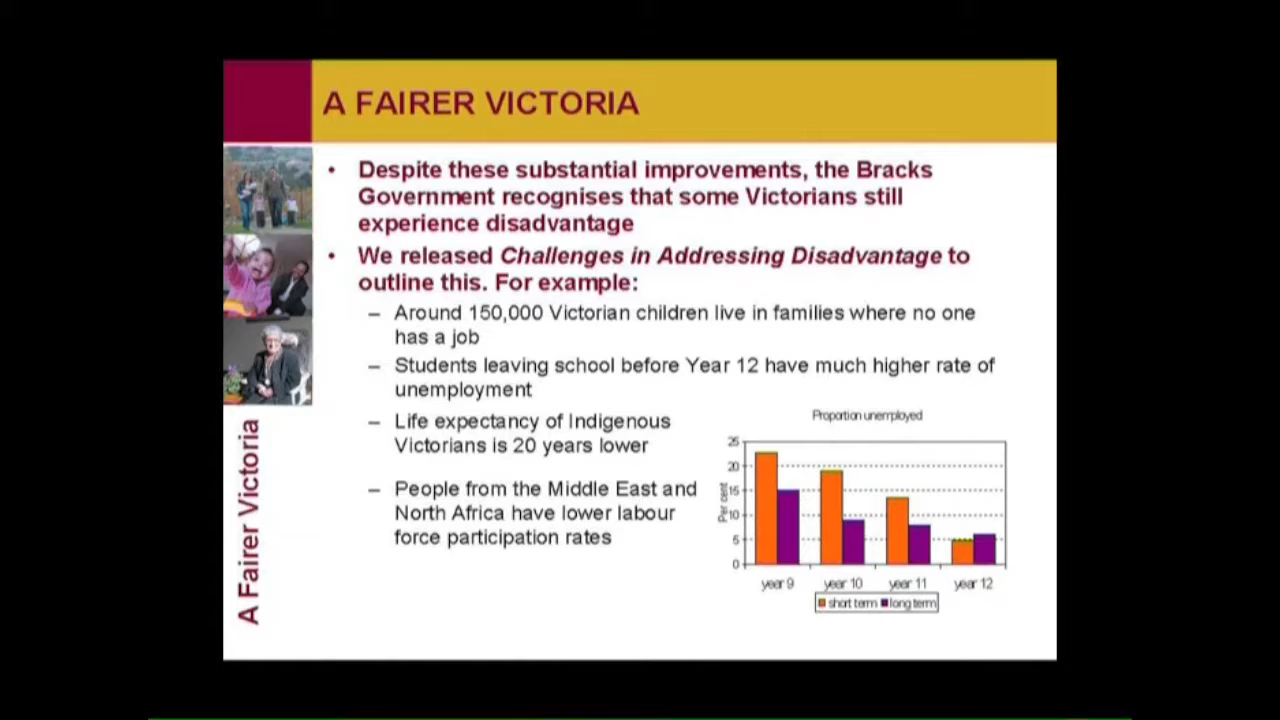 A FAIRER VICTORIA
• Despite these substantial improvements, the Bracks
Government recognises that some Victorians still
experience disadvantage
• We released Challenges in Addressing Disadvantage to
outline this. For example:
– Around 150,000 Victorian children live in families where no one
has a job
– Students leaving school before Year 12 have much higher rate of
unemployment
– Life expectancy of Indigenous
Victorians is 20 years lower
– People from the Middle East and
North Africa have lower labour
force participation rates
Proportion unemployed
Per cent
25
20
15
10
5
0
year 9 year 10 year 11 year 12
short term long term
A Fairer Victoria